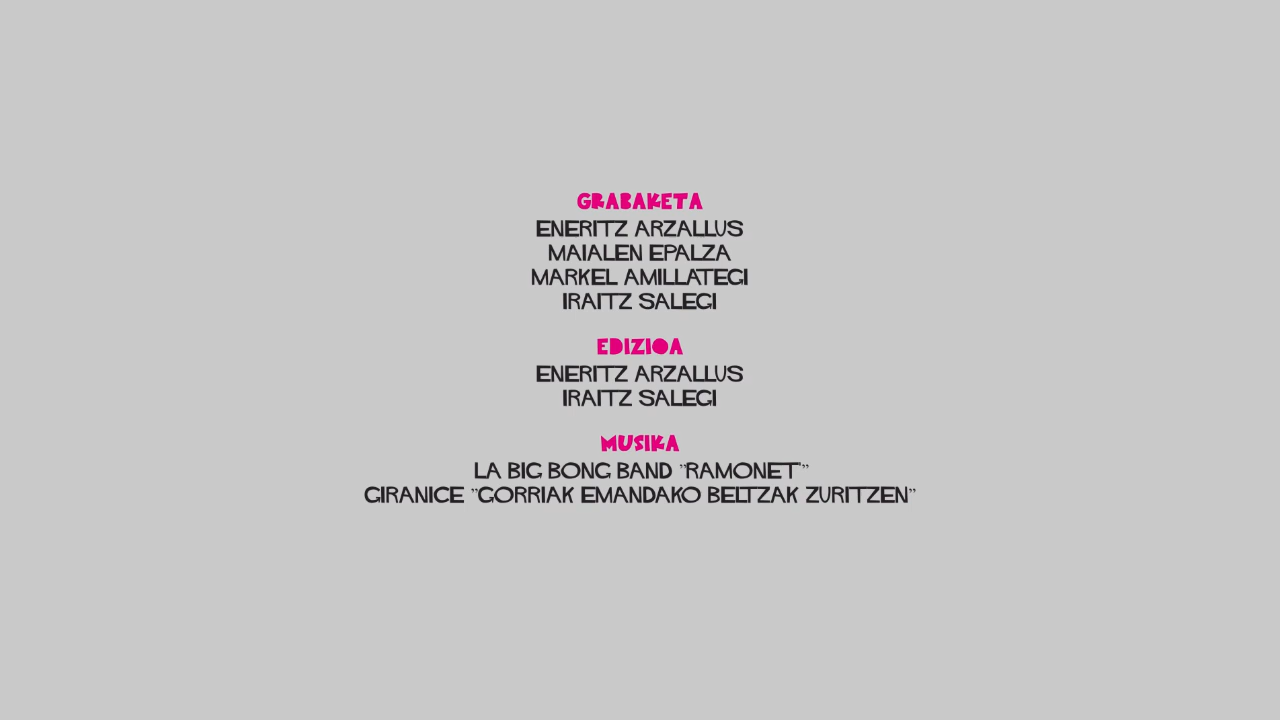 GRABAKETA
ENERITZ ARZALLUS
MAIALEN EPALZA
MARKEL AMILLATEGI
IRAITZ SALEGI
EDIZIOA
ENERITZ ARZALLUS
IRAITZ SALEGI
MUSIKA
LA BIG BONG BAND ”RAMONET”
GIRANICE ”GORRIAK EMANDAKO BELTZAK ZURITZEN”